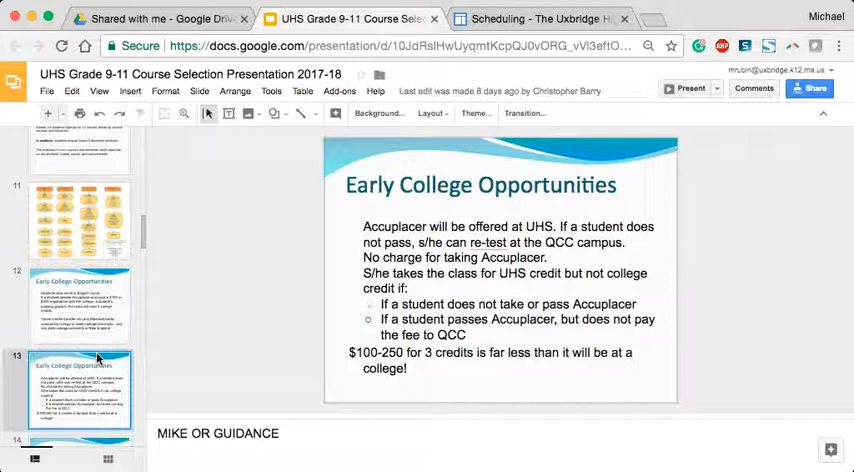 Shared with me - Google Driv
UHS Grade 9-11 Course Selec
Scheduling - The Uxbridge Hi
Michael
Secure
https://docs.google.com/presentation/d/10JdRslHwUyqmtKcpQJ0vORG_vVl3eftO...
UHS Grade 9-11 Course Selection Presentation 2017-18
mrubin@uxbridge.k12.ma.us
File Edit View Insert Format Slide Arrange Tools Table Add-ons Help
Last edit was made 8 days ago by Christopher Barry
Present
Comments
Share
Background...
Layout
Theme...
Transition...
11
12
Early College Opportunities
13
Early College Opportunities
14
Early College Opportunities
Accuplacer will be offered at UHS. If a student does
not pass, s/he can re-test at the QCC campus.
No charge for taking Accuplacer.
S/he takes the class for UHS credit but not college
credit if:
If a student does not take or pass Accuplacer
If a student passes Accuplacer, but does not pay
the fee to QCC
$100-250 for 3 credits is far less than it will be at a
college!
MIKE OR GUIDANCE